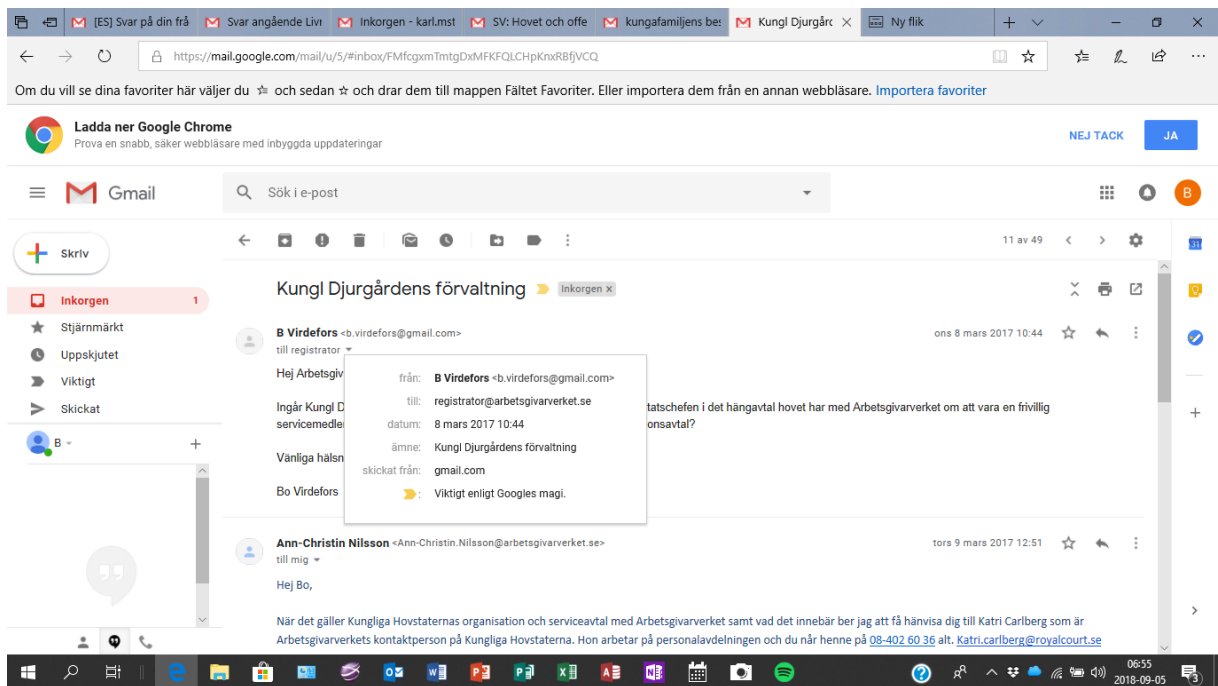 [ES] Svar på din frå
Svar angående Livr
Inkorgen - karl.mst
SV: Hovet och offe
kungafamiljens bes
Kungl Djurgårc
Ny flik
https://mail.google.com/mail/u/5/#inbox/FMfcgxmTmtgDxMFKFQLCHpKnxRBfjVCQ
Om du vill se dina favoriter här väljer du och sedan och drar dem till mappen Fältet Favoriter. Eller importera dem från en annan webbläsare. Importera favoriter
Ladda ner Google Chrome
Prova en snabb, säker webbläsare med inbyggda uppdateringar
NEJ TACK
JA
Gmail
Sök i e-post
B
Skriv
11 av 49
31
Kungl Djurgårdens förvaltning
Inkorgen x
Inkorgen 1
Stjärnmärkt
Uppskjutet
Viktigt
Skickat
B
B Virdefors <b.virdefors@gmail.com>
ons 8 mars 2017 10:44
till registrator
Hej Arbetsgiv
Ingår Kungl D
tatschefen i det hängavtal hovet har med Arbetsgivarverket om att vara en frivillig
servicemedle
onsavtal?
Vänliga hälsn
Bo Virdefors
från: B Virdefors <b.virdefors@gmail.com>
till: registrator@arbetsgivarverket.se
datum: 8 mars 2017 10:44
ämne: Kungl Djurgårdens förvaltning
skickat från: gmail.com
: Viktigt enligt Googles magi.
Ann-Christin Nilsson <Ann-Christin.Nilsson@arbetsgivarverket.se>
tors 9 mars 2017 12:51
till mig
Hej Bo,
När det gäller Kungliga Hovstaternas organisation och serviceavtal med Arbetsgivarverket samt vad det innebär ber jag att få hänvisa dig till Katri Carlberg som är
Arbetsgivarverkets kontaktperson på Kungliga Hovstaterna. Hon arbetar på personalavdelningen och du når henne på 08-402 60 36 alt. Katri.carlberg@royalcourt.se
06:55
2018-09-05
3